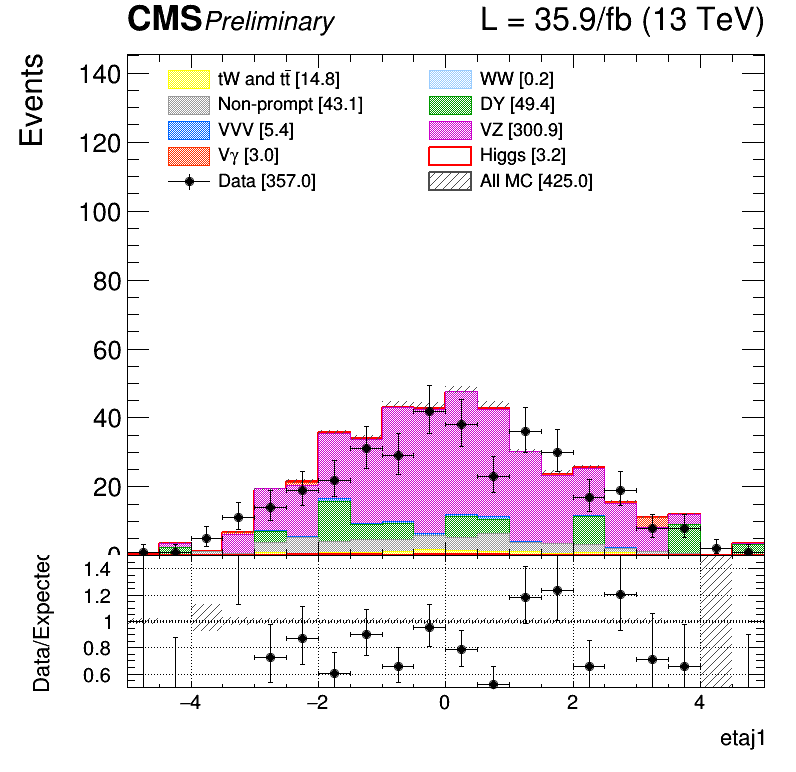 CMS Preliminary L = 35.9/fb (13 TeV)
Events
140
120
100
80
60
40
20
0
tW and tt̄ [14.8]
Non-prompt [43.1]
VVV [5.4]
Vγ [3.0]
Data [357.0]
WW [0.2]
DY [49.4]
VZ [300.9]
Higgs [3.2]
All MC [425.0]
Data/Expected
1.4
1.2
1
0.8
0.6
−4 −2 0 2 4
etaj1